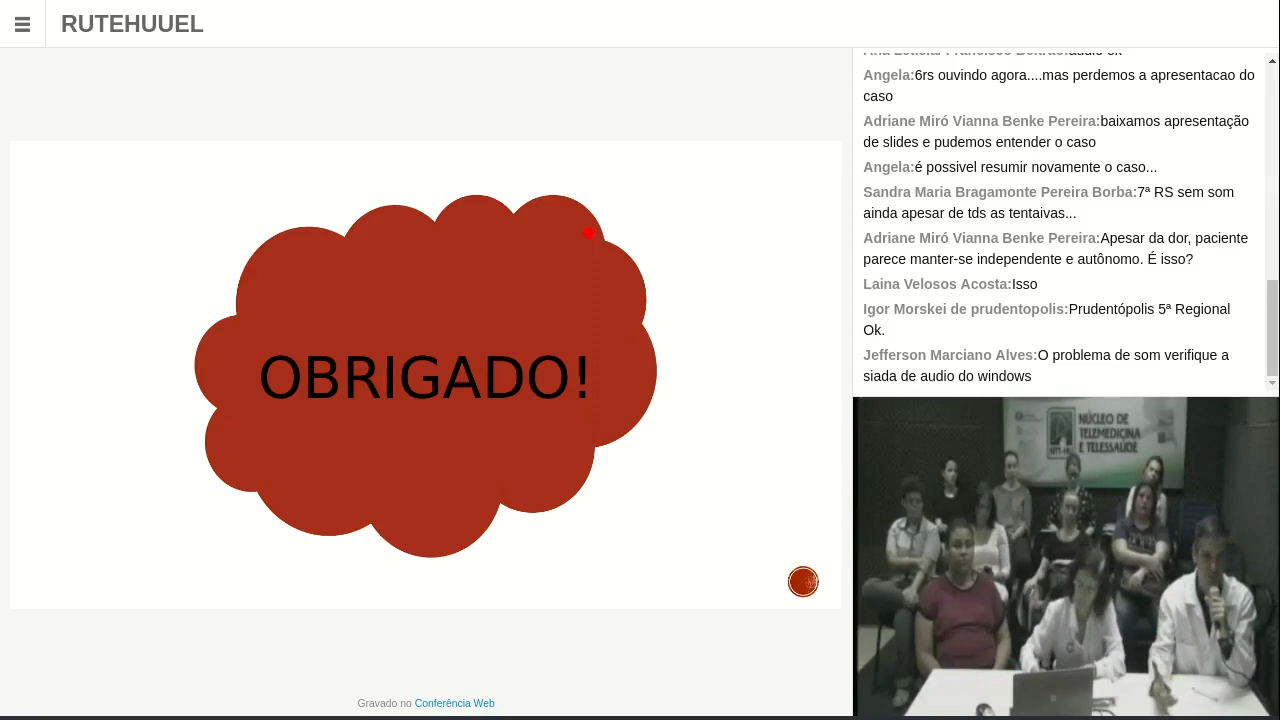 RUTEHUUEL
Angela:6rs ouvindo agora....mas perdemos a apresentacao do
caso
Adriane Miró Vianna Benke Pereira:baixamos apresentação
de slides e pudemos entender o caso
Angela:é possivel resumir novamente o caso...
Sandra Maria Bragamonte Pereira Borba:7ª RS sem som
ainda apesar de tds as tentaivas...
Adriane Miró Vianna Benke Pereira:Apesar da dor, paciente
parece manter-se independente e autônomo. É isso?
Laina Velosos Acosta:Isso
Igor Morskei de prudentopolis:Prudentópolis 5ª Regional
Ok.
Jefferson Marciano Alves:O problema de som verifique a
siada de audio do windows
OBRIGADO!
NÚCLEO DE
TELEMEDICINA
E TELESSAÚDE
Gravado no Conferência Web